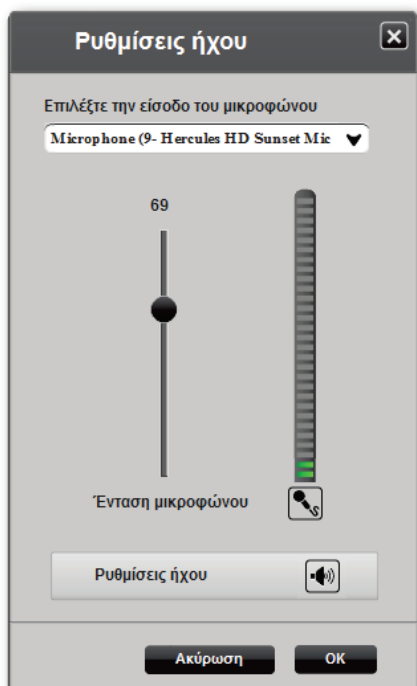 Ρυθμίσεις ήχου
Επιλέξτε την είσοδο του μικροφώνου
Microphone (9- Hercules HD Sunset Mic
69
Ένταση μικροφώνου
Ρυθμίσεις ήχου
Ακύρωση OK